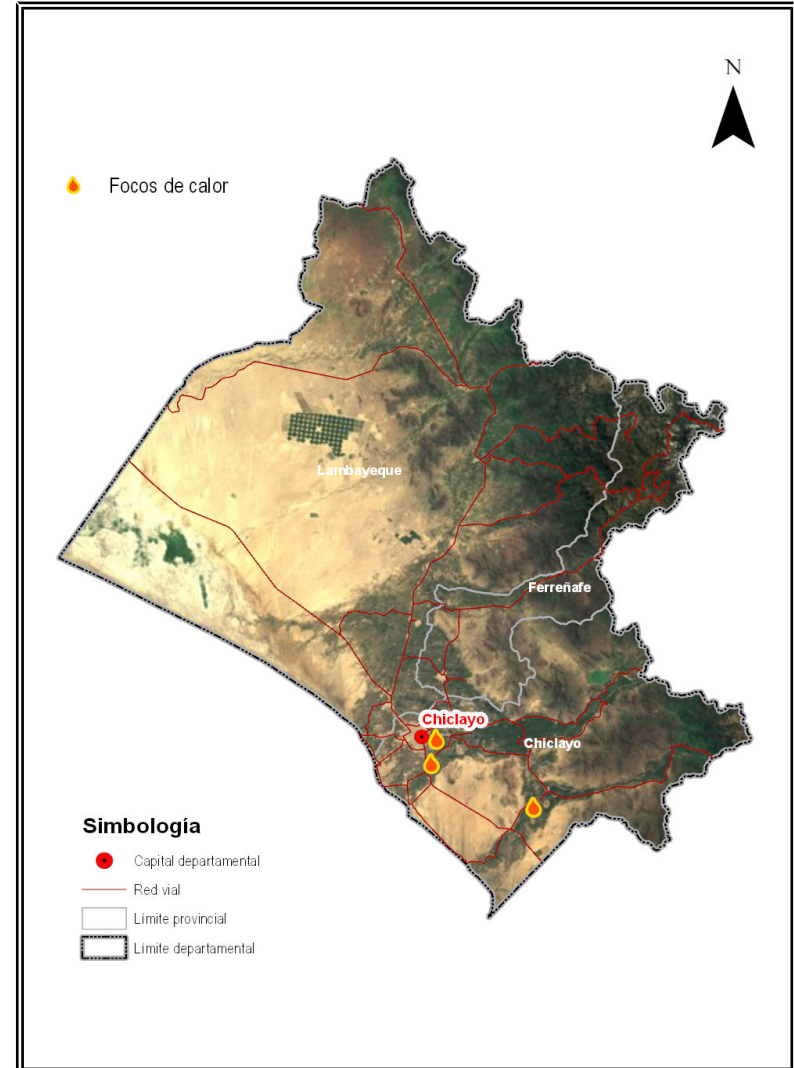 N
Focos de calor
Lambayeque
Ferreñafe
Chiclayo
Chiclayo
Simbología
Capital departamental
Red vial
Límite provincial
Límite departamental